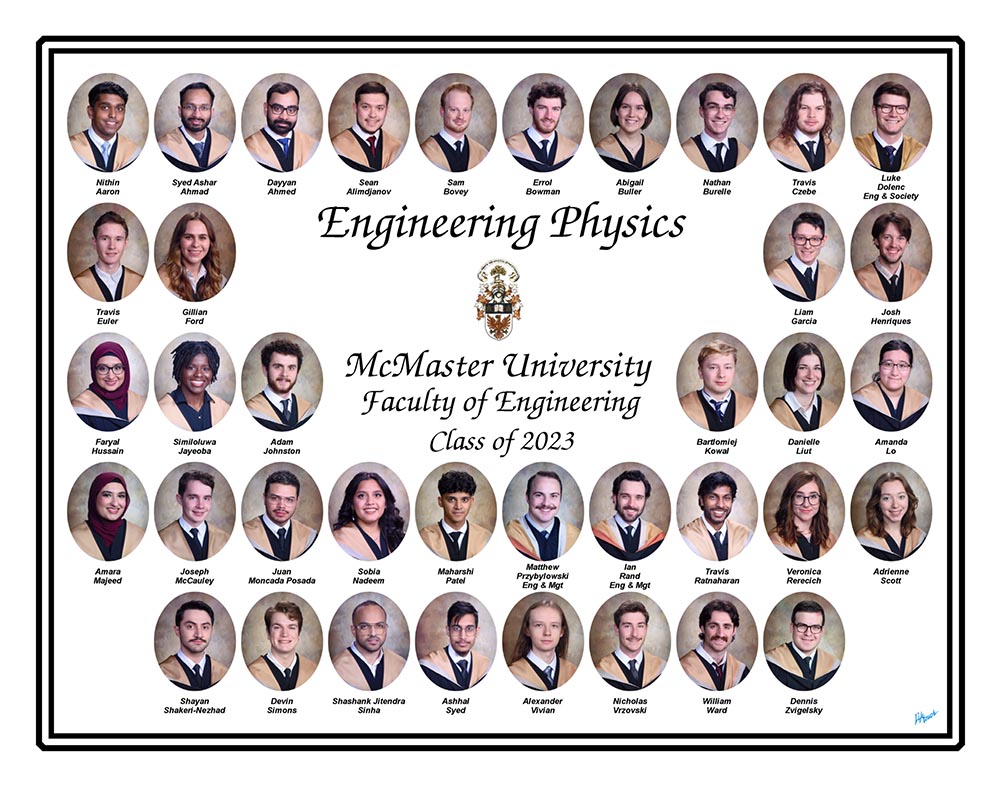 Nithin Aaron
Syed Ashar Ahmad
Dayyan Ahmed
Sean Alimdjanov
Sam Bovey
Errol Bowman
Abigail Buller
Nathan Burelle
Travis Czebe
Luke Dolenc Eng & Society
Engineering Physics
Travis Euler
Gillian Ford
Liam Garcia
Josh Henriques
McMaster University
Faculty of Engineering
Class of 2023
Faryal Hussain
Similoluwa Jayeoba
Adam Johnston
Bartlomiej Kowal
Danielle Liut
Amanda Lo
Amara Majeed
Joseph McCauley
Juan Moncada Posada
Sobia Nadeem
Maharshi Patel
Matthew Przybylowski Eng & Mgt
Ian Rand Eng & Mgt
Travis Ratnaharan
Veronica Rerecich
Adrienne Scott
Shayan Shakeri-Nezhad
Devin Simons
Shashank Jitendra Sinha
Ashhal Syed
Alexander Vivian
Nicholas Vrzovski
William Ward
Dennis Zvigelsky